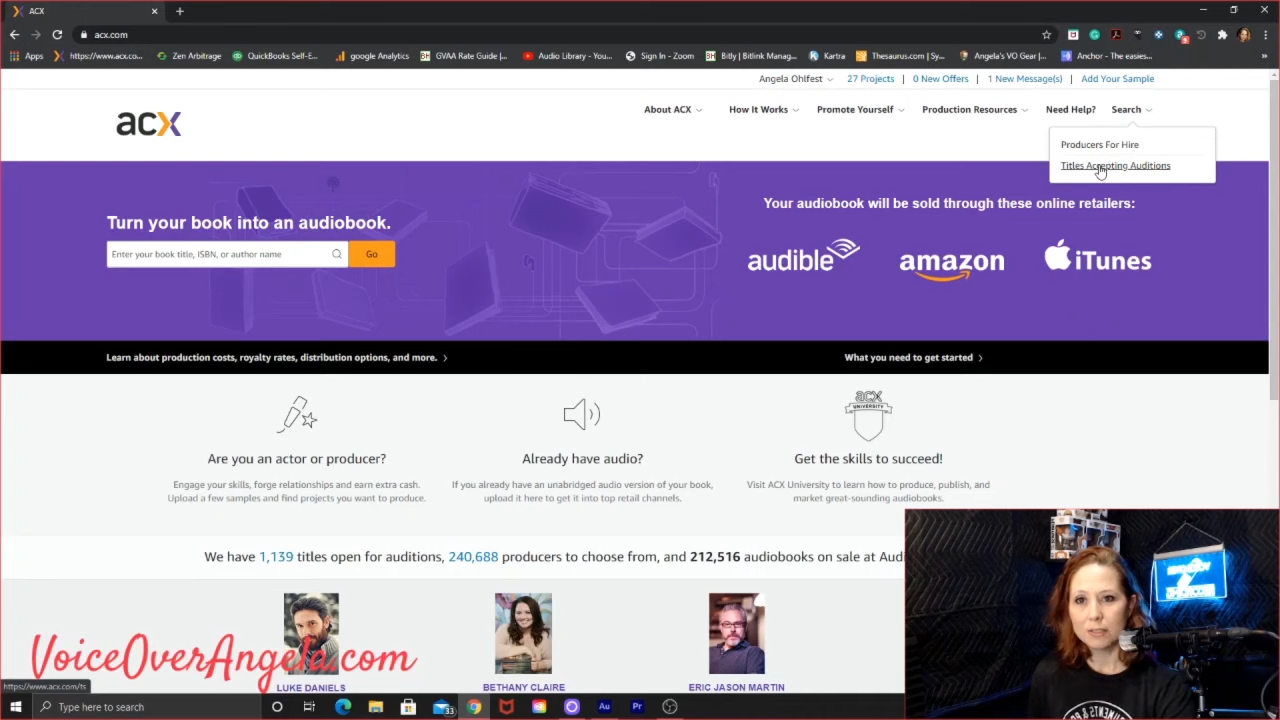 ACX
acx.com
Apps
https://www.acx.co...
Zen Arbitrage
QuickBooks Self-E...
google Analytics
GVAA Rate Guide |...
Audio Library - You...
Sign In - Zoom
Bitly | Bitlink Manag...
Kartra
Thesaurus.com | Sy...
Angela's VO Gear |...
Anchor - The easies...
Angela Ohlfest
27 Projects | 0 New Offers | 1 New Message(s) | Add Your Sample
acx
About ACX
How It Works
Promote Yourself
Production Resources
Need Help?
Search
Producers For Hire
Titles Accepting Auditions
Turn your book into an audiobook.
Enter your book title, ISBN, or author name
Go
Your audiobook will be sold through these online retailers:
audible
amazon
iTunes
Learn about production costs, royalty rates, distribution options, and more.
What you need to get started
ACX
UNIVERSITY
Are you an actor or producer?
Engage your skills, forge relationships and earn extra cash.
Upload a few samples and find projects you want to produce.
Already have audio?
If you already have an unabridged audio version of your book,
upload it here to get it into top retail channels.
Get the skills to succeed!
Visit ACX University to learn how to produce, publish, and
market great-sounding audiobooks.
We have 1,139 titles open for auditions, 240,688 producers to choose from, and 212,516 audiobooks on sale at Audi
LUKE DANIELS
BETHANY CLAIRE
ERIC JASON MARTIN
VoiceOverAngela.com
https://www.acx.com/ts
Type here to search
33
Au
Pr